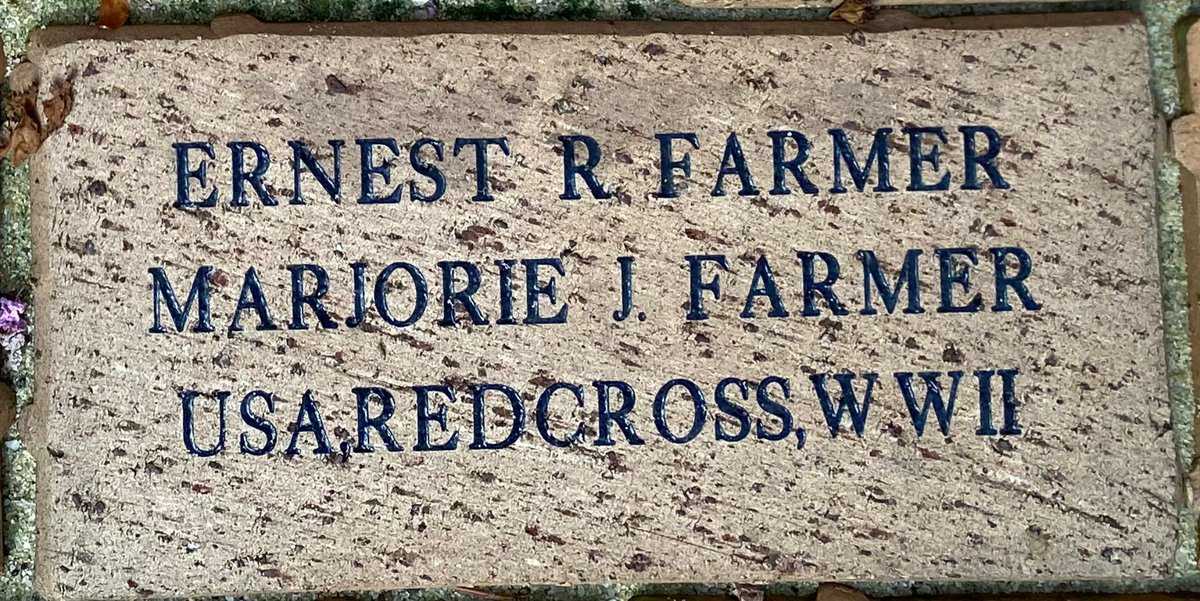 ERNEST R FARMER
MARJORIE J. FARMER
USA,REDCROSS,WWII